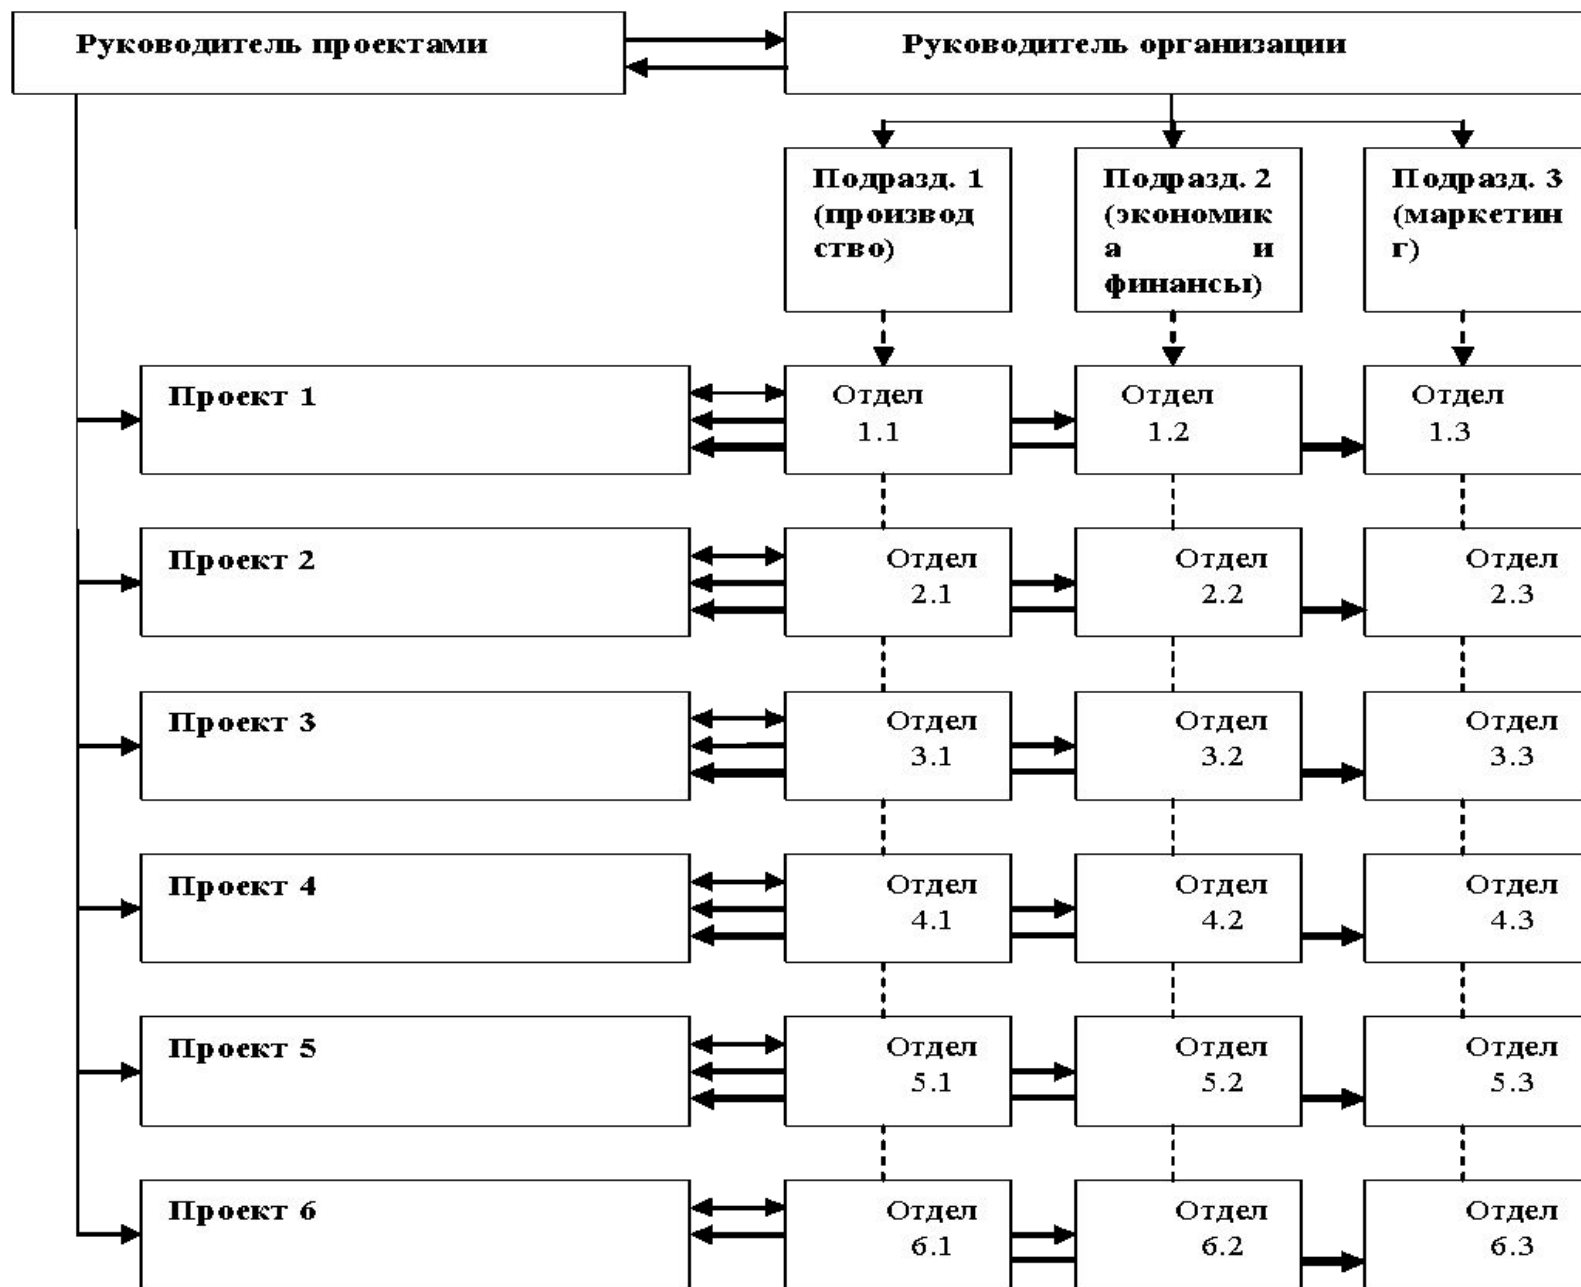 Руководитель проектами
Руководитель организации
Подразд. 1
(производ
ство)
Подразд. 2
(экономик
а и
финансы)
Подразд. 3
(маркетин
г)
Проект 1
Отдел
1.1
Отдел
1.2
Отдел
1.3
Проект 2
Отдел
2.1
Отдел
2.2
Отдел
2.3
Проект 3
Отдел
3.1
Отдел
3.2
Отдел
3.3
Проект 4
Отдел
4.1
Отдел
4.2
Отдел
4.3
Проект 5
Отдел
5.1
Отдел
5.2
Отдел
5.3
Проект 6
Отдел
6.1
Отдел
6.2
Отдел
6.3